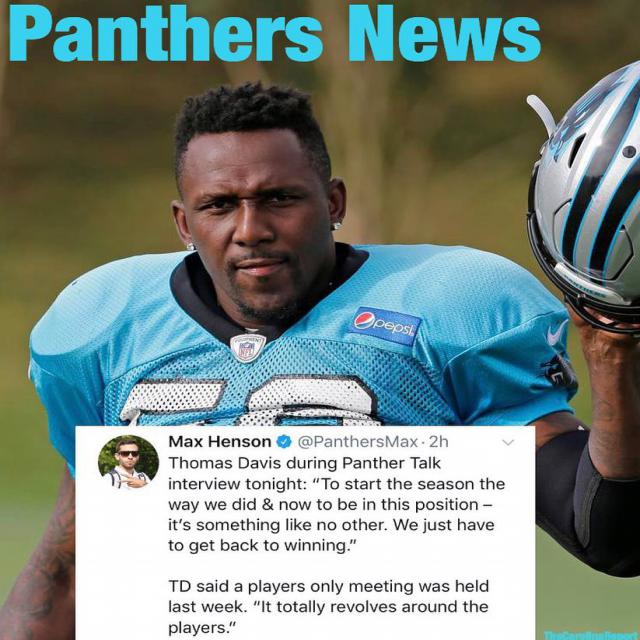 Panthers News
pepsi
EQUIPMENT
NFL
Max Henson @PanthersMax · 2h
Thomas Davis during Panther Talk
interview tonight: “To start the season the
way we did & now to be in this position –
it’s something like no other. We just have
to get back to winning.”
TD said a players only meeting was held
last week. “It totally revolves around the
players.”
TheCarolinaReport